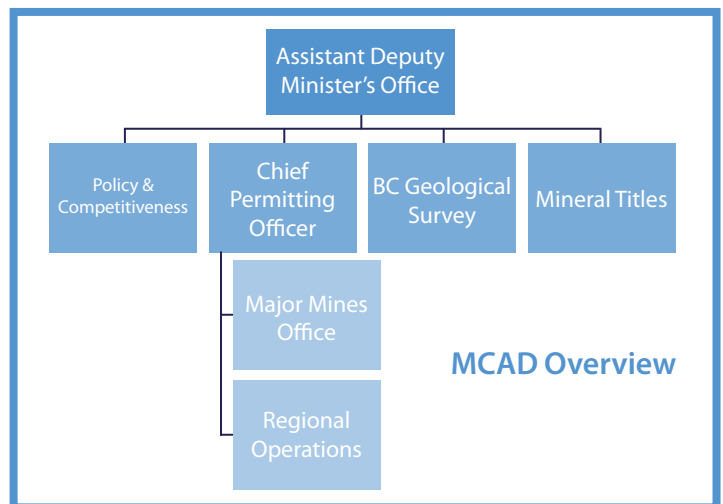 Assistant Deputy
Minister’s Office
Policy &
Competitiveness
Chief
Permitting
Officer
BC Geological
Survey
Mineral Titles
Major Mines
Office
Regional
Operations
MCAD Overview